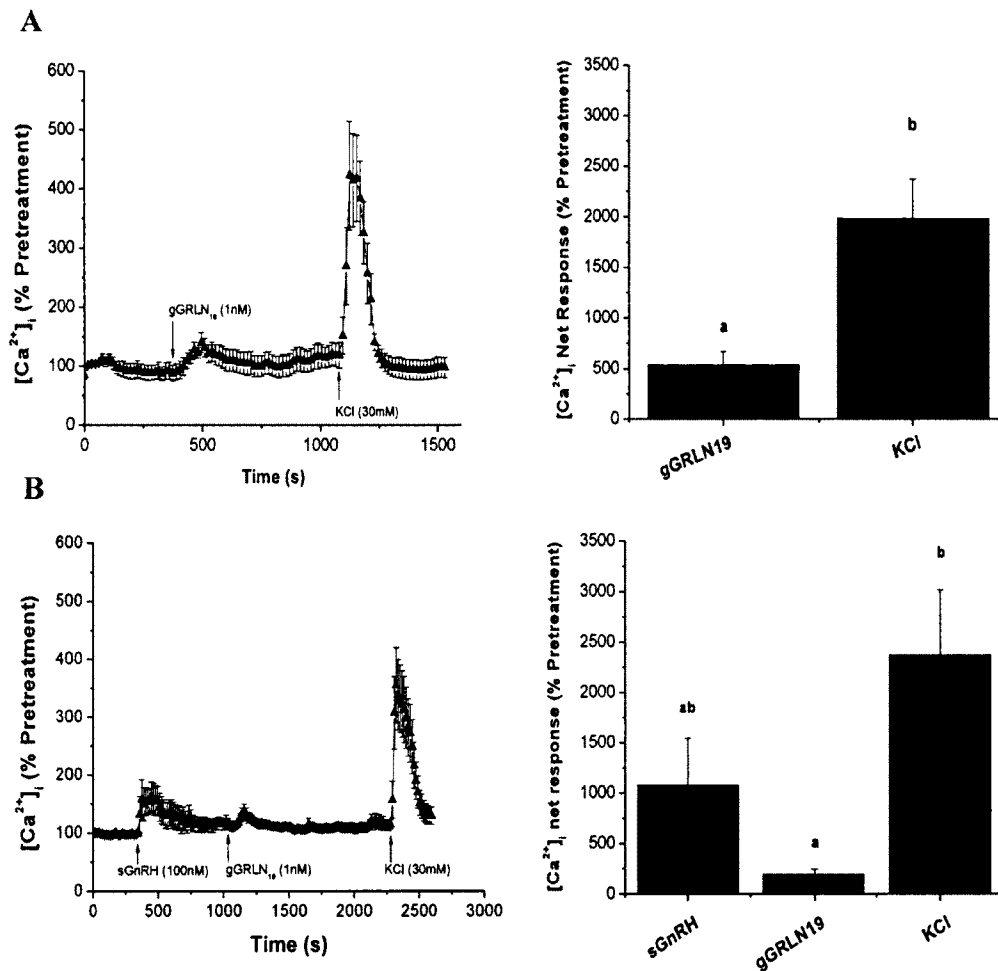 A
[Ca²⁺]ᵢ (% Pretreatment)
600
500
400
300
200
100
0
gGRLN₁₉ (1nM)
KCl (30mM)
0
500
1000
1500
Time (s)
[Ca²⁺]ᵢ Net Response (% Pretreatment)
3500
3000
2500
2000
1500
1000
500
0
a
b
gGRLN19
KCl
B
[Ca²⁺]ᵢ (% Pretreatment)
600
500
400
300
200
100
0
sGnRH (100nM)
gGRLN₁₉ (1nM)
KCl (30mM)
0
500
1000
1500
2000
2500
3000
Time (s)
[Ca²⁺]ᵢ net response (% Pretreatment)
3500
3000
2500
2000
1500
1000
500
0
ab
a
b
sGnRH
gGRLN19
KCl